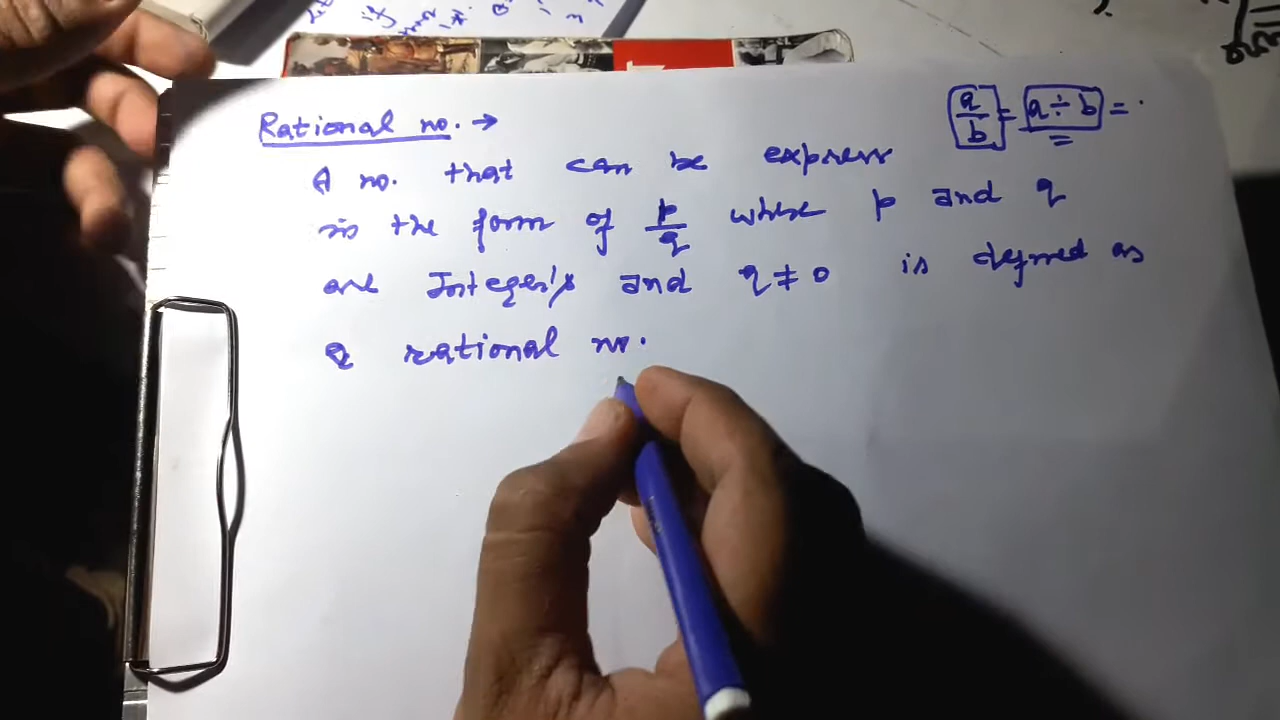 Rational no. →
a/b = a ÷ b = .
A no. that can be express
in the form of p/q where p and q
are Integer's and q ≠ 0 is defined as
a rational no.